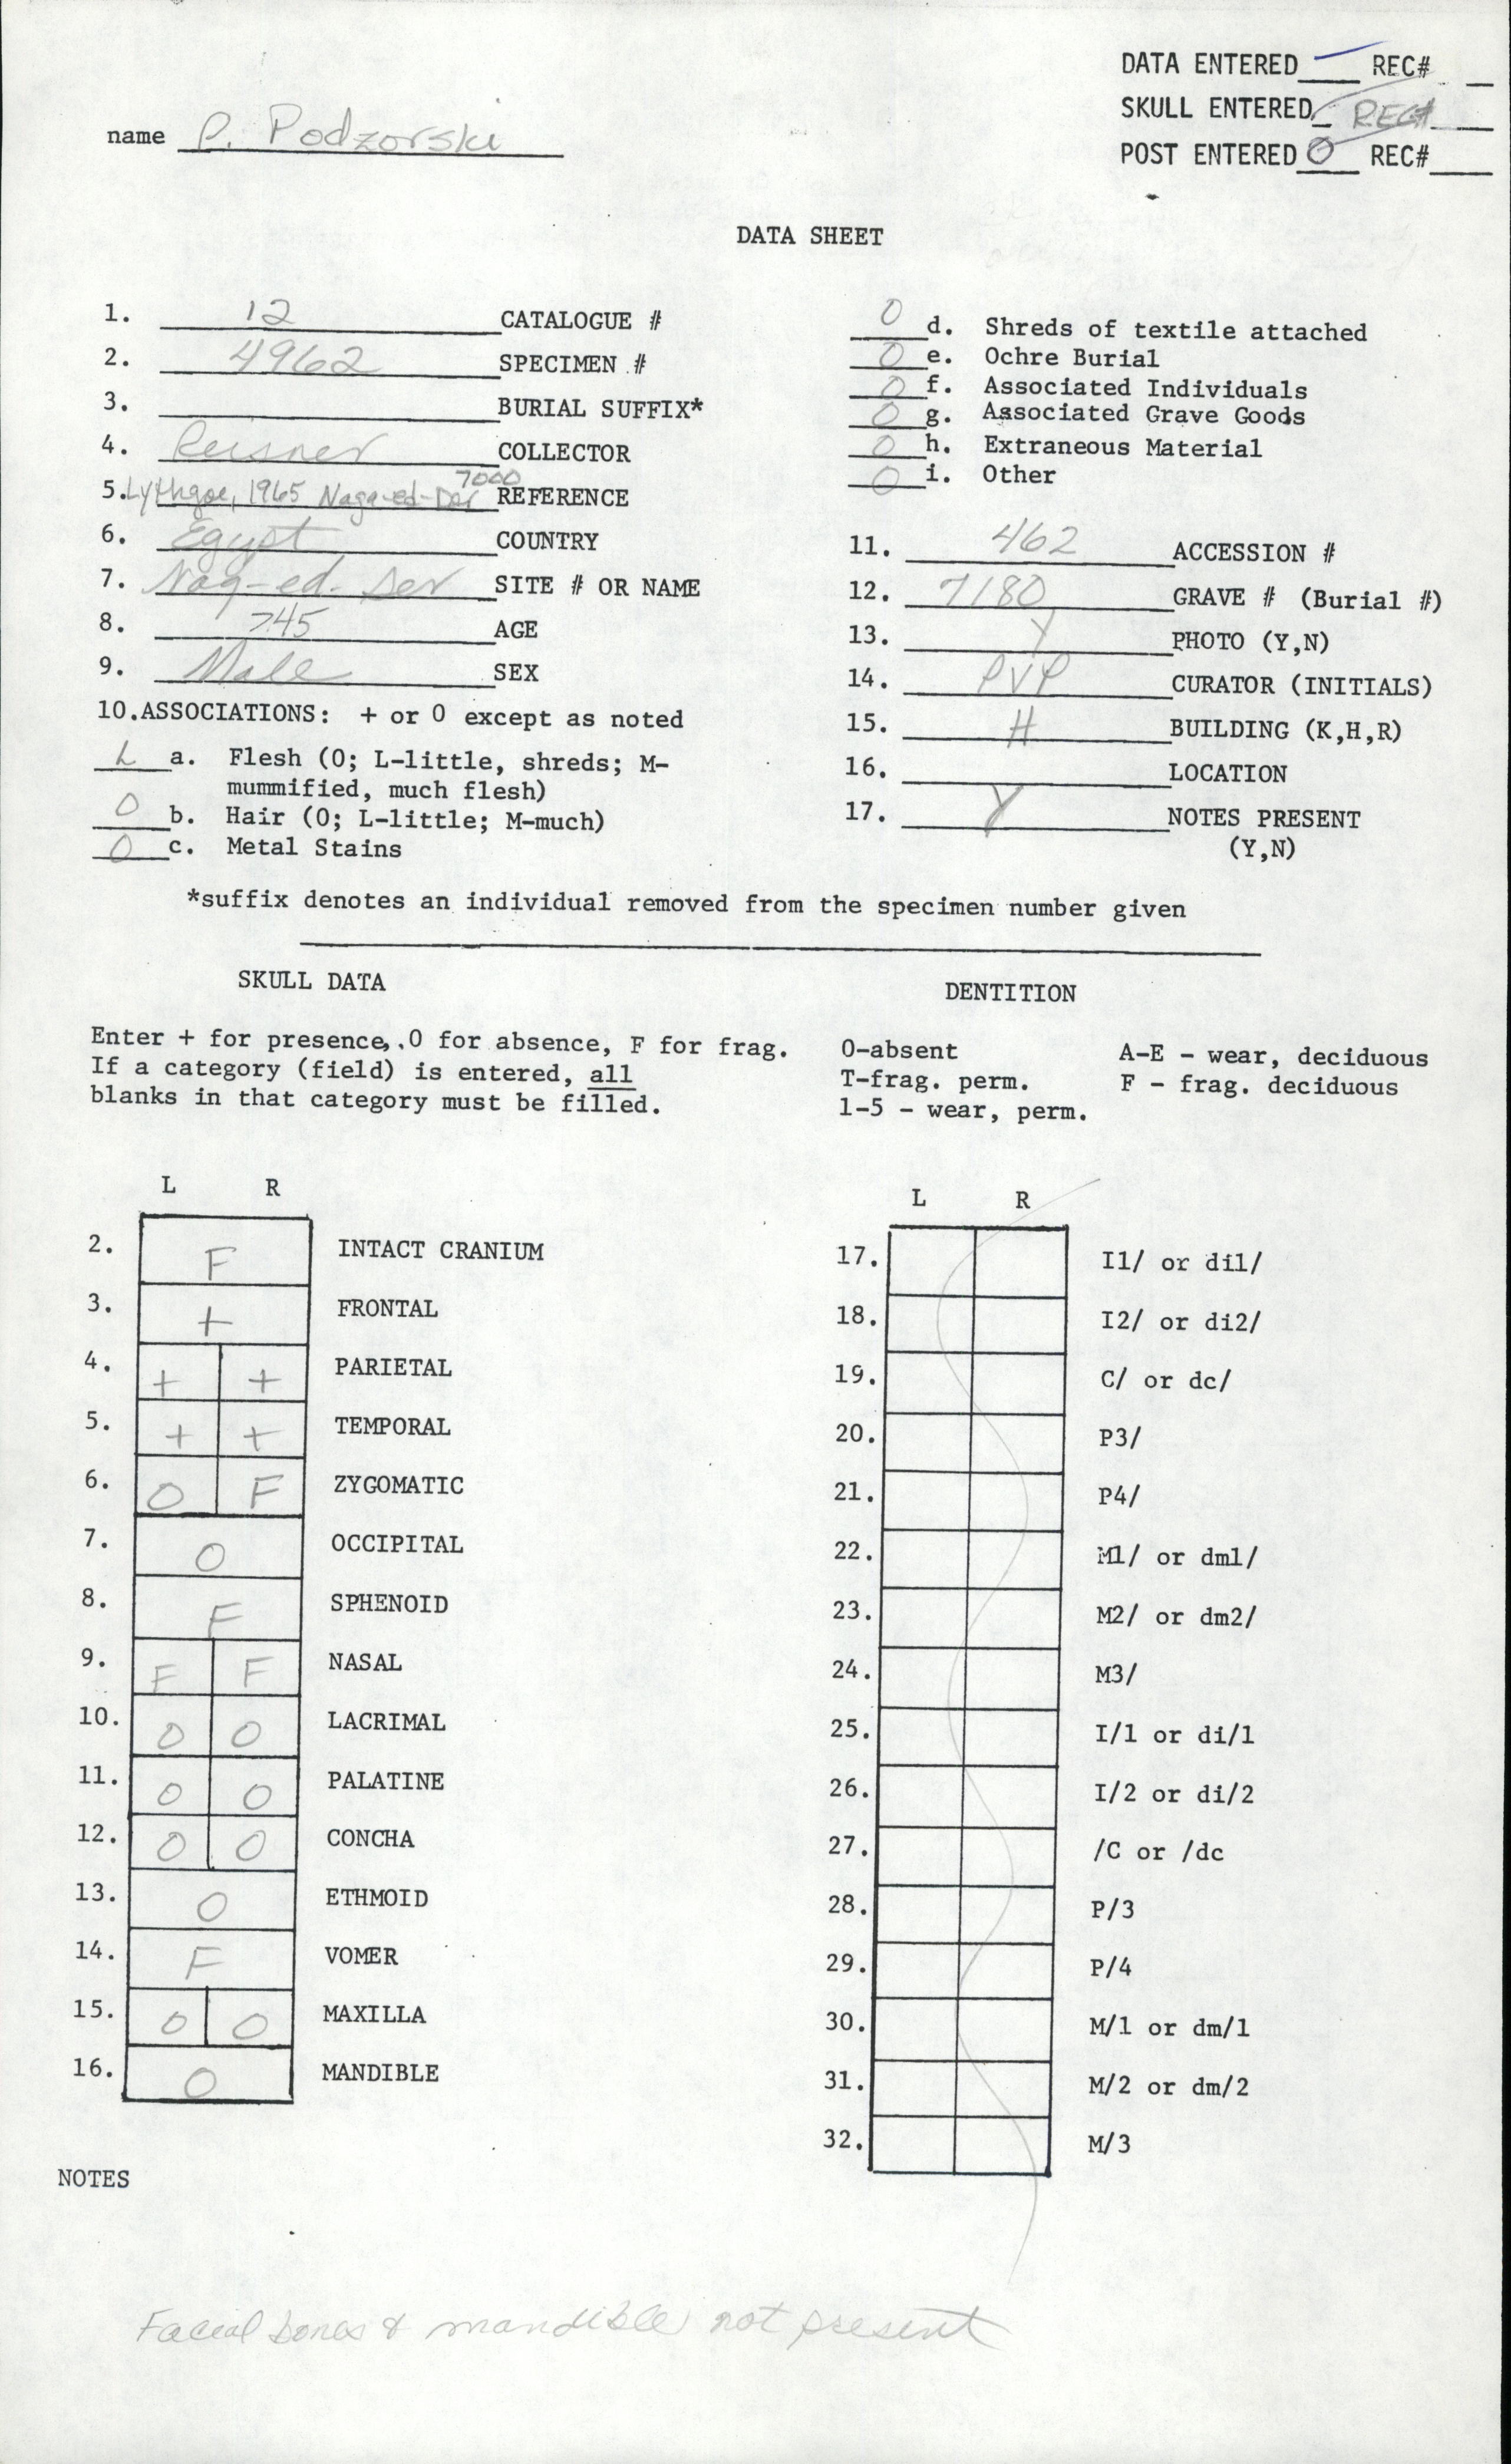 DATA ENTERED___ REC# __
SKULL ENTERED_ REC# __
POST ENTERED O REC#___
name P. Podzorski
DATA SHEET
1. 12 CATALOGUE #
2. 4962 SPECIMEN #
3. BURIAL SUFFIX*
4. Reisner COLLECTOR
5. Lythgoe, 1965 Naga-ed-Der 7000 REFERENCE
6. Egypt COUNTRY
7. Nag-ed-Der SITE # OR NAME
8. >45 AGE
9. Male SEX
10. ASSOCIATIONS: + or 0 except as noted
L a. Flesh (0; L-little, shreds; M-
mummified, much flesh)
0 b. Hair (0; L-little; M-much)
0 c. Metal Stains
0 d. Shreds of textile attached
0 e. Ochre Burial
0 f. Associated Individuals
0 g. Associated Grave Goods
0 h. Extraneous Material
0 i. Other
11. 462 ACCESSION #
12. 7180 GRAVE # (Burial #)
13. Y PHOTO (Y,N)
14. PVP CURATOR (INITIALS)
15. H BUILDING (K,H,R)
16. LOCATION
17. Y NOTES PRESENT
(Y,N)
*suffix denotes an individual removed from the specimen number given
SKULL DATA
Enter + for presence, 0 for absence, F for frag.
If a category (field) is entered, all
blanks in that category must be filled.
L R
2. F INTACT CRANIUM
3. + FRONTAL
4. + + PARIETAL
5. + + TEMPORAL
6. 0 F ZYGOMATIC
7. 0 OCCIPITAL
8. F SPHENOID
9. F F NASAL
10. 0 0 LACRIMAL
11. 0 0 PALATINE
12. 0 0 CONCHA
13. 0 ETHMOID
14. F VOMER
15. 0 0 MAXILLA
16. 0 MANDIBLE
DENTITION
0-absent A-E - wear, deciduous
T-frag. perm. F - frag. deciduous
1-5 - wear, perm.
L R
17. I1/ or di1/
18. I2/ or di2/
19. C/ or dc/
20. P3/
21. P4/
22. M1/ or dm1/
23. M2/ or dm2/
24. M3/
25. I/1 or di/1
26. I/2 or di/2
27. /C or /dc
28. P/3
29. P/4
30. M/1 or dm/1
31. M/2 or dm/2
32. M/3
NOTES
Facial bones & mandible not present